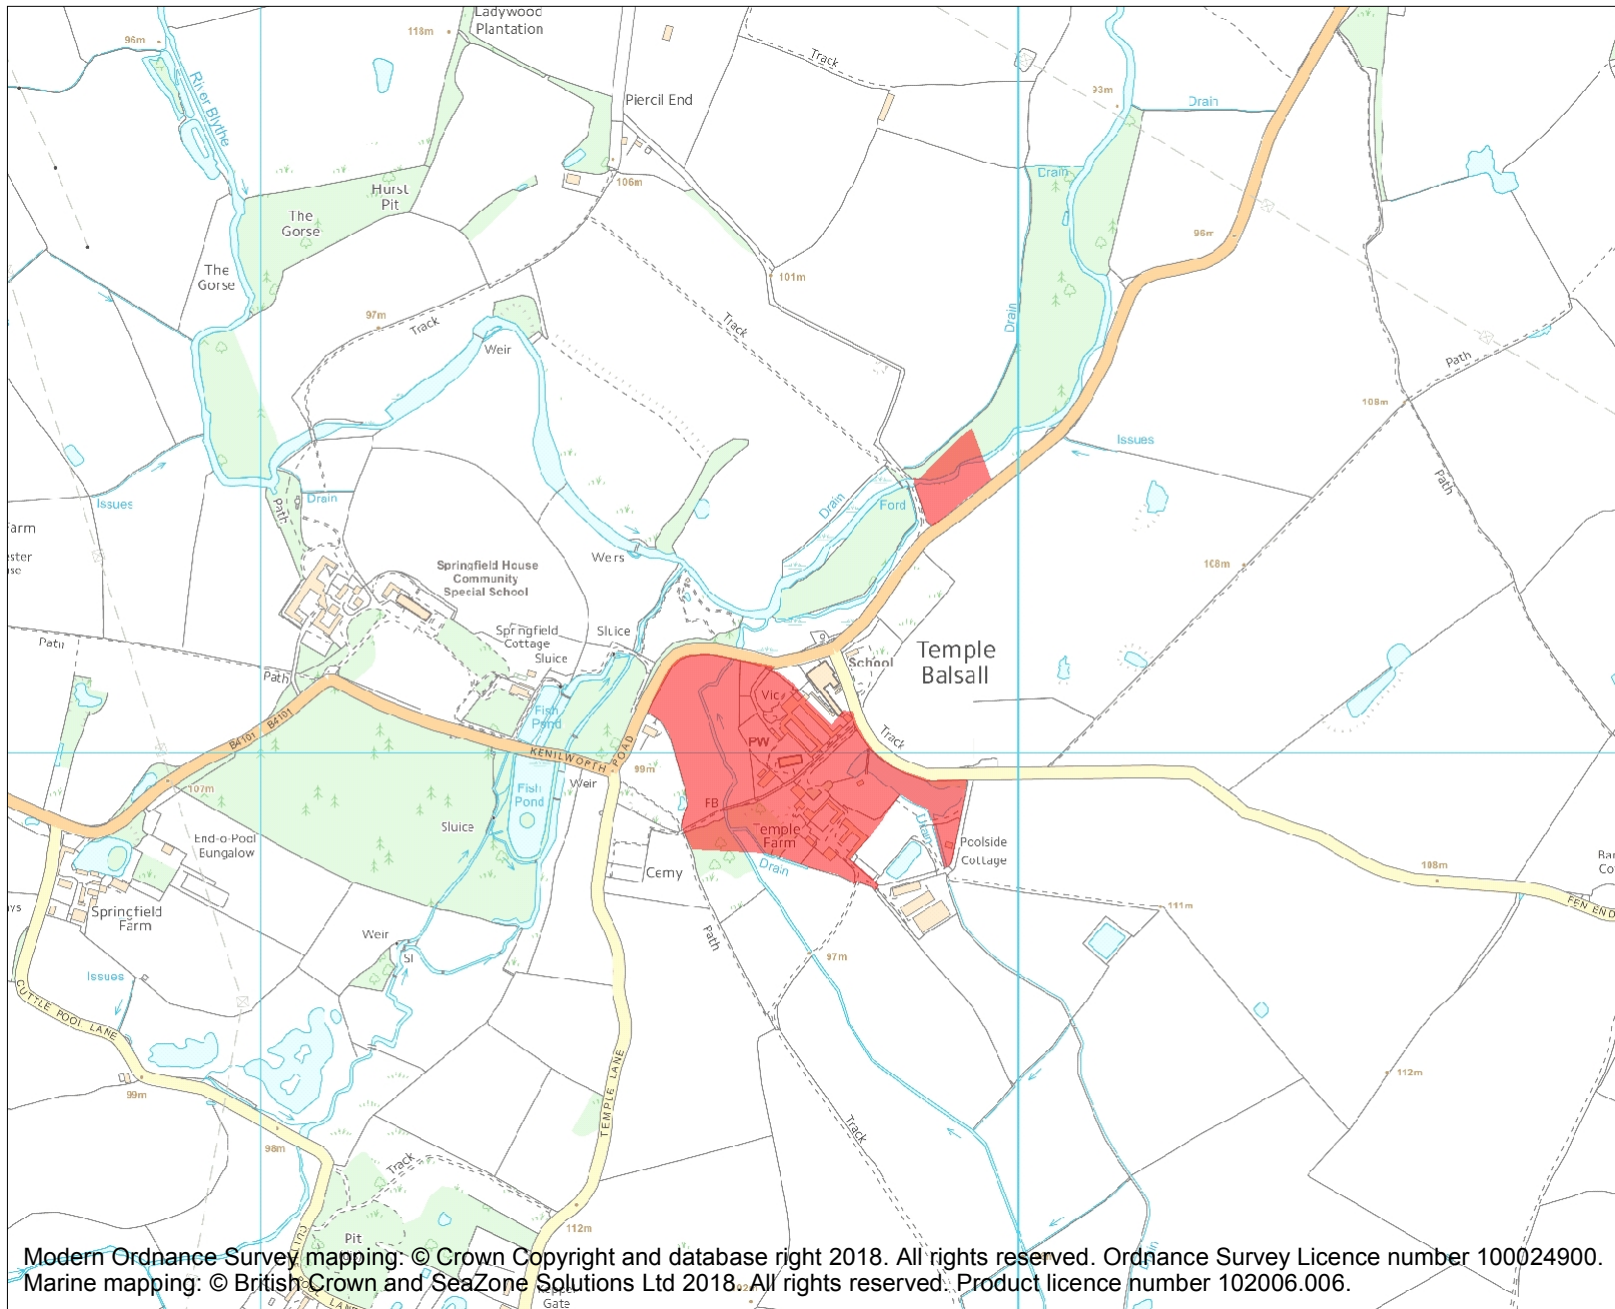 Ladywood
Plantation
96m
118m
Track
River Blythe
Piercil End
93m
Drain
Hurst
Pit
106m
Drain
The
Gorse
96m
The
Gorse
101m
97m
Track
Track
Drain
Weir
Path
108m
Issues
Path
Issues
Drain
Path
Drain
Ford
Wers
108m
Springfield House
Community
Special School
Springfield
Cottage
Sluice
Sluice
Path
School
Temple
Balsall
Path
Vic
Fish
Pond
B4101
B4101
KENILWORTH ROAD
PW
Track
99m
107m
Weir
Fish
Pond
FB
Sluice
Temple
Farm
Drain
Poolside
Cottage
End-o-Pool
Bungalow
Cemy
Drain
108m
FEN END
Springfield
Farm
111m
Weir
Sl
Path
97m
Issues
CUTTLE POOL LANE
TEMPLE LANE
112m
99m
98m
Track
Track
112m
Pit
Gate
Modern Ordnance Survey mapping: © Crown Copyright and database right 2018. All rights reserved. Ordnance Survey Licence number 100024900.
Marine mapping: © British Crown and SeaZone Solutions Ltd 2018. All rights reserved. Product licence number 102006.006.